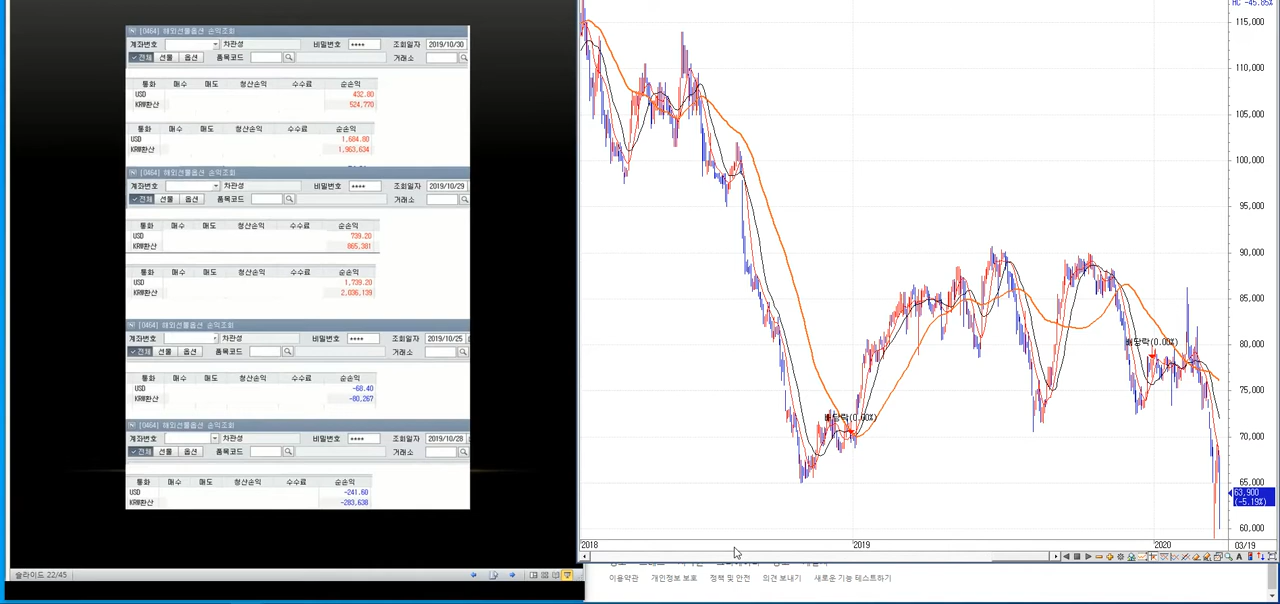 [0464] 해외선물옵션 손익조회
계좌번호 차관성 비밀번호 **** 조회일자 2019/10/30
전체 선물 옵션 품목코드 거래소
통화 매수 매도 청산손익 수수료 순손익
USD 432.80
KRW환산 524,770
통화 매수 매도 청산손익 수수료 순손익
USD 1,684.80
KRW환산 1,953,634
[0464] 해외선물옵션 손익조회
계좌번호 차관성 비밀번호 **** 조회일자 2019/10/29
전체 선물 옵션 품목코드 거래소
통화 매수 매도 청산손익 수수료 순손익
USD 739.20
KRW환산 865,381
통화 매수 매도 청산손익 수수료 순손익
USD 1,739.20
KRW환산 2,036,139
[0464] 해외선물옵션 손익조회
계좌번호 차관성 비밀번호 **** 조회일자 2019/10/25
전체 선물 옵션 품목코드 거래소
통화 매수 매도 청산손익 수수료 순손익
USD -68.40
KRW환산 -80,267
[0464] 해외선물옵션 손익조회
계좌번호 차관성 비밀번호 **** 조회일자 2019/10/28
전체 선물 옵션 품목코드 거래소
통화 매수 매도 청산손익 수수료 순손익
USD -241.60
KRW환산 -283,638
슬라이드 22/45
HC -45.85%
115,000
110,000
105,000
100,000
95,000
90,000
85,000
80,000
75,000
70,000
65,000
60,000
63,900
(-5.19%)
배당락(0.00%)
배당락(0.00%)
2018 2019 2020 03/19
이용약관 개인정보 보호 정책 및 안전 의견 보내기 새로운 기능 테스트하기